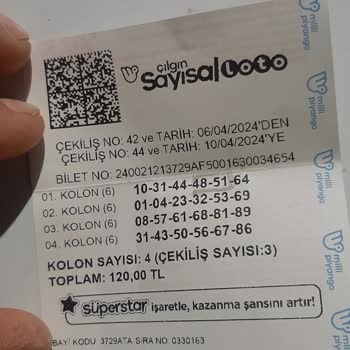 çılgın
Sayısal Loto
ÇEKİLİŞ NO: 42 ve TARİH: 06/04/2024'DEN
ÇEKİLİŞ NO: 44 ve TARİH: 10/04/2024'YE
BİLET NO: 240021213729AF5001630034654
01. KOLON (6) 10-31-44-48-51-64
02. KOLON (6) 01-04-23-32-53-69
03. KOLON (6) 08-57-61-68-81-89
04. KOLON (6) 31-43-50-56-67-86
KOLON SAYISI: 4 (ÇEKİLİŞ SAYISI:3)
TOPLAM: 120,00 TL
süperstar işaretle, kazanma şansını artır!
BAYİ KODU: 3729ATA SIRA NO: 0330163
milli piyango
milli piyango
milli piyango
milli piyango